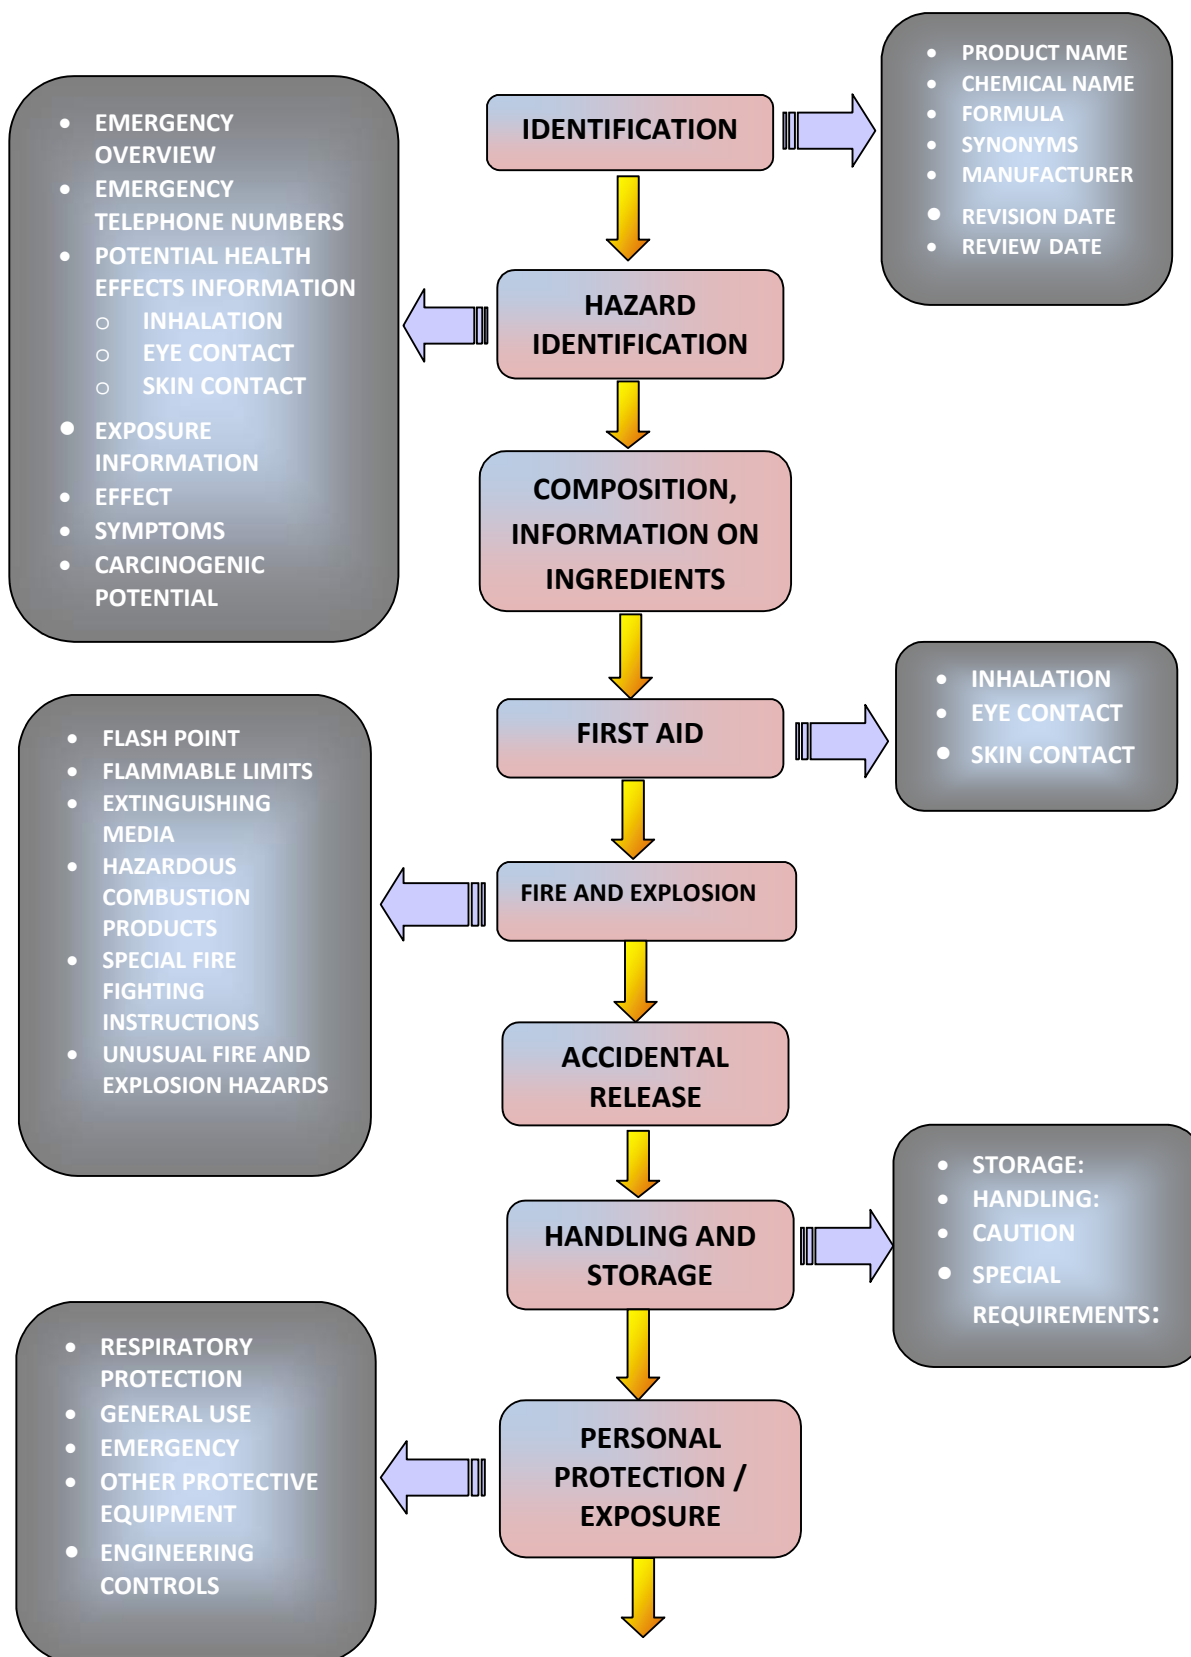 IDENTIFICATION
• PRODUCT NAME
• CHEMICAL NAME
• FORMULA
• SYNONYMS
• MANUFACTURER
• REVISION DATE
• REVIEW DATE
HAZARD
IDENTIFICATION
• EMERGENCY
OVERVIEW
• EMERGENCY
TELEPHONE NUMBERS
• POTENTIAL HEALTH
EFFECTS INFORMATION
o INHALATION
o EYE CONTACT
o SKIN CONTACT
• EXPOSURE
INFORMATION
• EFFECT
• SYMPTOMS
• CARCINOGENIC
POTENTIAL
COMPOSITION,
INFORMATION ON
INGREDIENTS
FIRST AID
• INHALATION
• EYE CONTACT
• SKIN CONTACT
FIRE AND EXPLOSION
• FLASH POINT
• FLAMMABLE LIMITS
• EXTINGUISHING
MEDIA
• HAZARDOUS
COMBUSTION
PRODUCTS
• SPECIAL FIRE
FIGHTING
INSTRUCTIONS
• UNUSUAL FIRE AND
EXPLOSION HAZARDS
ACCIDENTAL
RELEASE
HANDLING AND
STORAGE
• STORAGE:
• HANDLING:
• CAUTION
• SPECIAL
REQUIREMENTS:
PERSONAL
PROTECTION /
EXPOSURE
• RESPIRATORY
PROTECTION
• GENERAL USE
• EMERGENCY
• OTHER PROTECTIVE
EQUIPMENT
• ENGINEERING
CONTROLS